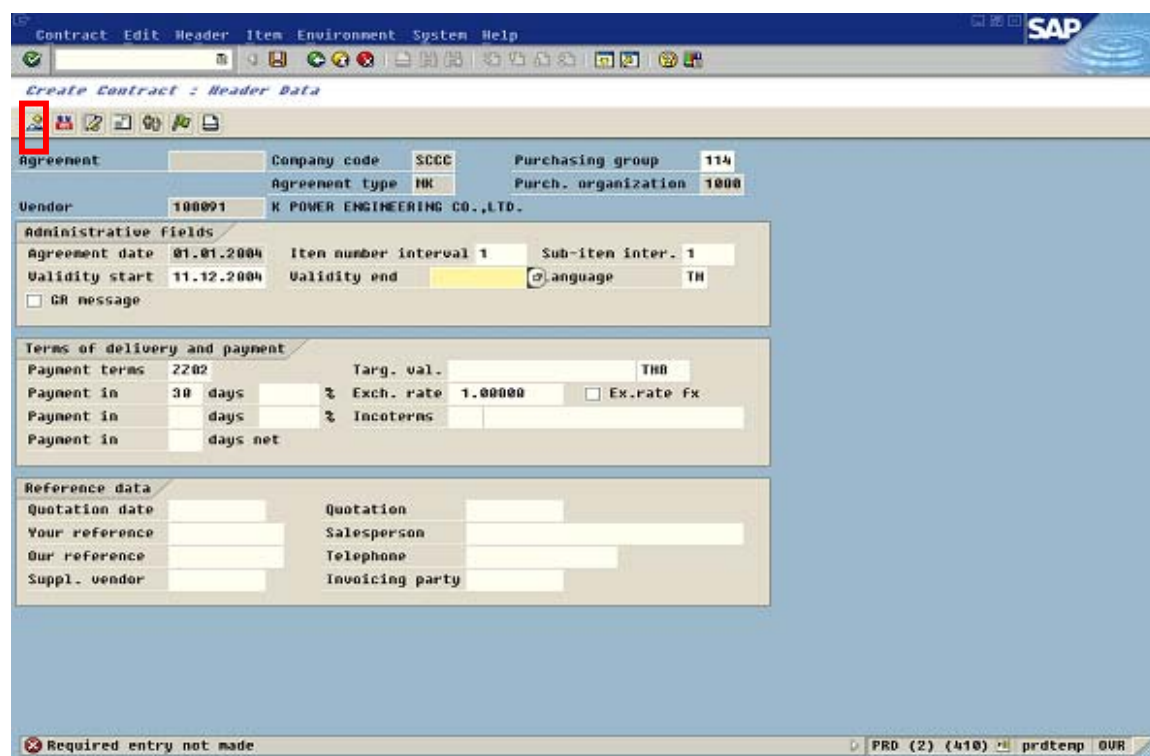 Contract Edit Header Item Environment System Help
SAP
Create Contract : Header Data
Agreement Company code SCCC Purchasing group 114
Agreement type MK Purch. organization 1000
Vendor 100091 K POWER ENGINEERING CO.,LTD.
Administrative fields
Agreement date 01.01.2004 Item number interval 1 Sub-item inter. 1
Validity start 11.12.2004 Validity end Language TH
GR message
Terms of delivery and payment
Payment terms ZZ02 Targ. val. THB
Payment in 30 days % Exch. rate 1.00000 Ex.rate fx
Payment in days % Incoterms
Payment in days net
Reference data
Quotation date Quotation
Your reference Salesperson
Our reference Telephone
Suppl. vendor Invoicing party
Required entry not made PRD (2) (410) prdtemp OVR